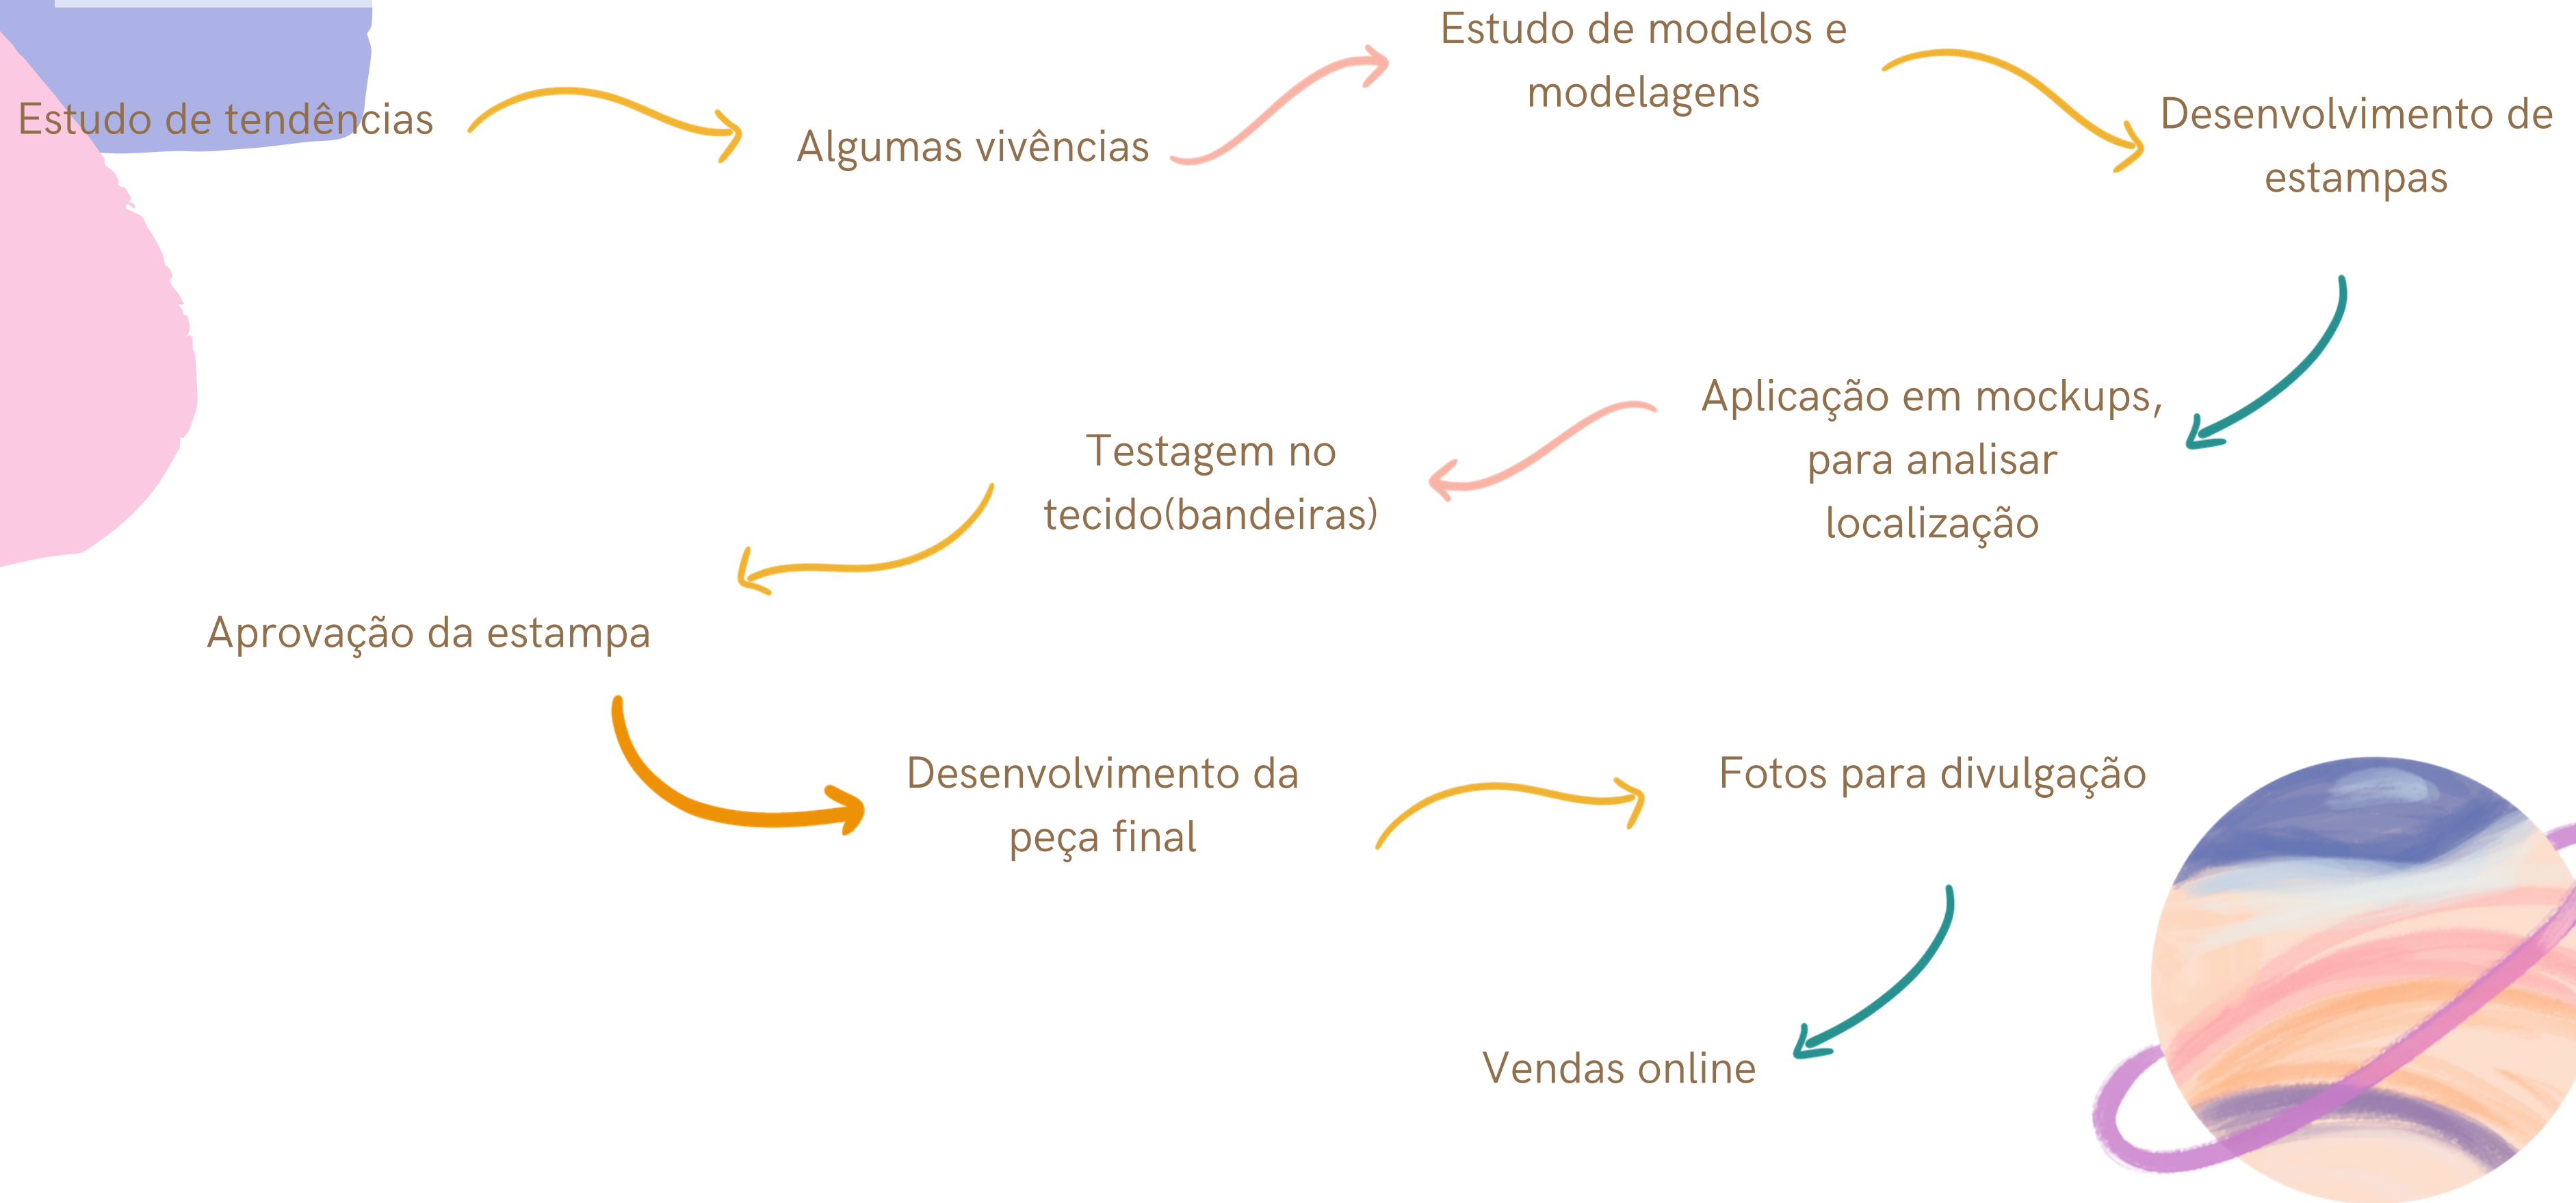 Estudo de tendências
Algumas vivências
Estudo de modelos e
modelagens
Desenvolvimento de
estampas
Aplicação em mockups,
para analisar
localização
Testagem no
tecido(bandeiras)
Aprovação da estampa
Desenvolvimento da
peça final
Fotos para divulgação
Vendas online